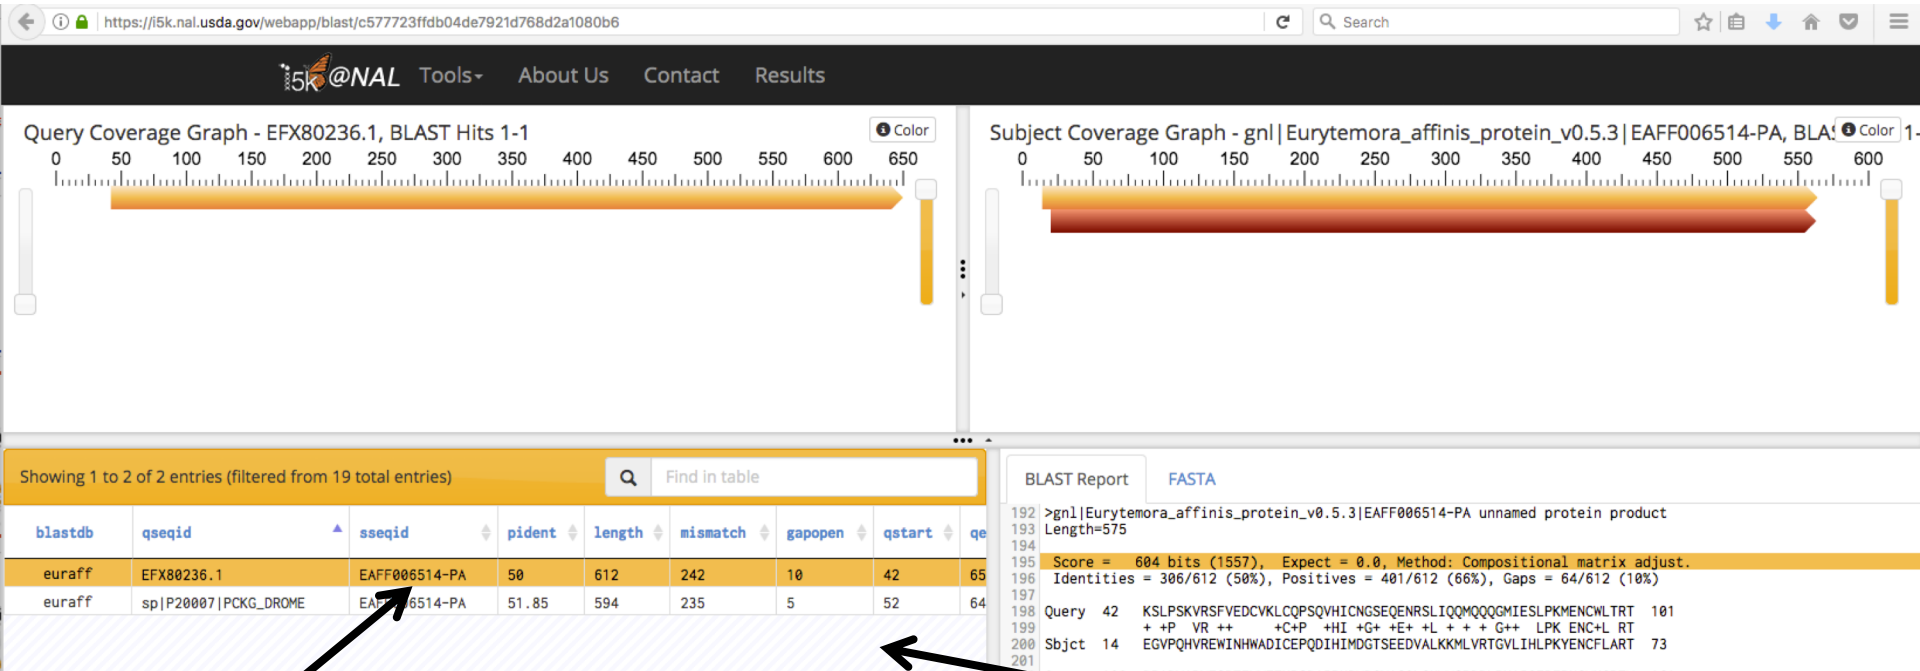 https://i5k.nal.usda.gov/webapp/blast/c577723ffdb04de7921d768d2a1080b6
Search
i5k@NAL Tools About Us Contact Results
Query Coverage Graph - EFX80236.1, BLAST Hits 1-1
Color
0 50 100 150 200 250 300 350 400 450 500 550 600 650
Subject Coverage Graph - gnl|Eurytemora_affinis_protein_v0.5.3|EAFF006514-PA, BLAS
Color
1-
0 50 100 150 200 250 300 350 400 450 500 550 600
Showing 1 to 2 of 2 entries (filtered from 19 total entries)
Find in table
blastdb qseqid sseqid pident length mismatch gapopen qstart qe
euraff EFX80236.1 EAFF006514-PA 50 612 242 10 42 65
euraff sp|P20007|PCKG_DROME EAFF006514-PA 51.85 594 235 5 52 64
BLAST Report FASTA
192 >gnl|Eurytemora_affinis_protein_v0.5.3|EAFF006514-PA unnamed protein product
193 Length=575
194
195 Score = 604 bits (1557), Expect = 0.0, Method: Compositional matrix adjust.
196 Identities = 306/612 (50%), Positives = 401/612 (66%), Gaps = 64/612 (10%)
197
198 Query 42 KSLPSKVRSFVEDCVKLCQPSQVHICNGSEQENRSLIQQMQQQGMIESLPKMENCWLTRT 101
199 + +P VR ++ +C+P +HI +G+ +E+ +L + + + G++ LPK ENC+L RT
200 Sbjct 14 EGVPQHVREWINHWADICEPQDIHIMDGTSEEDVALKKMLVRTGVLIHLPKYENCFLART 73
201